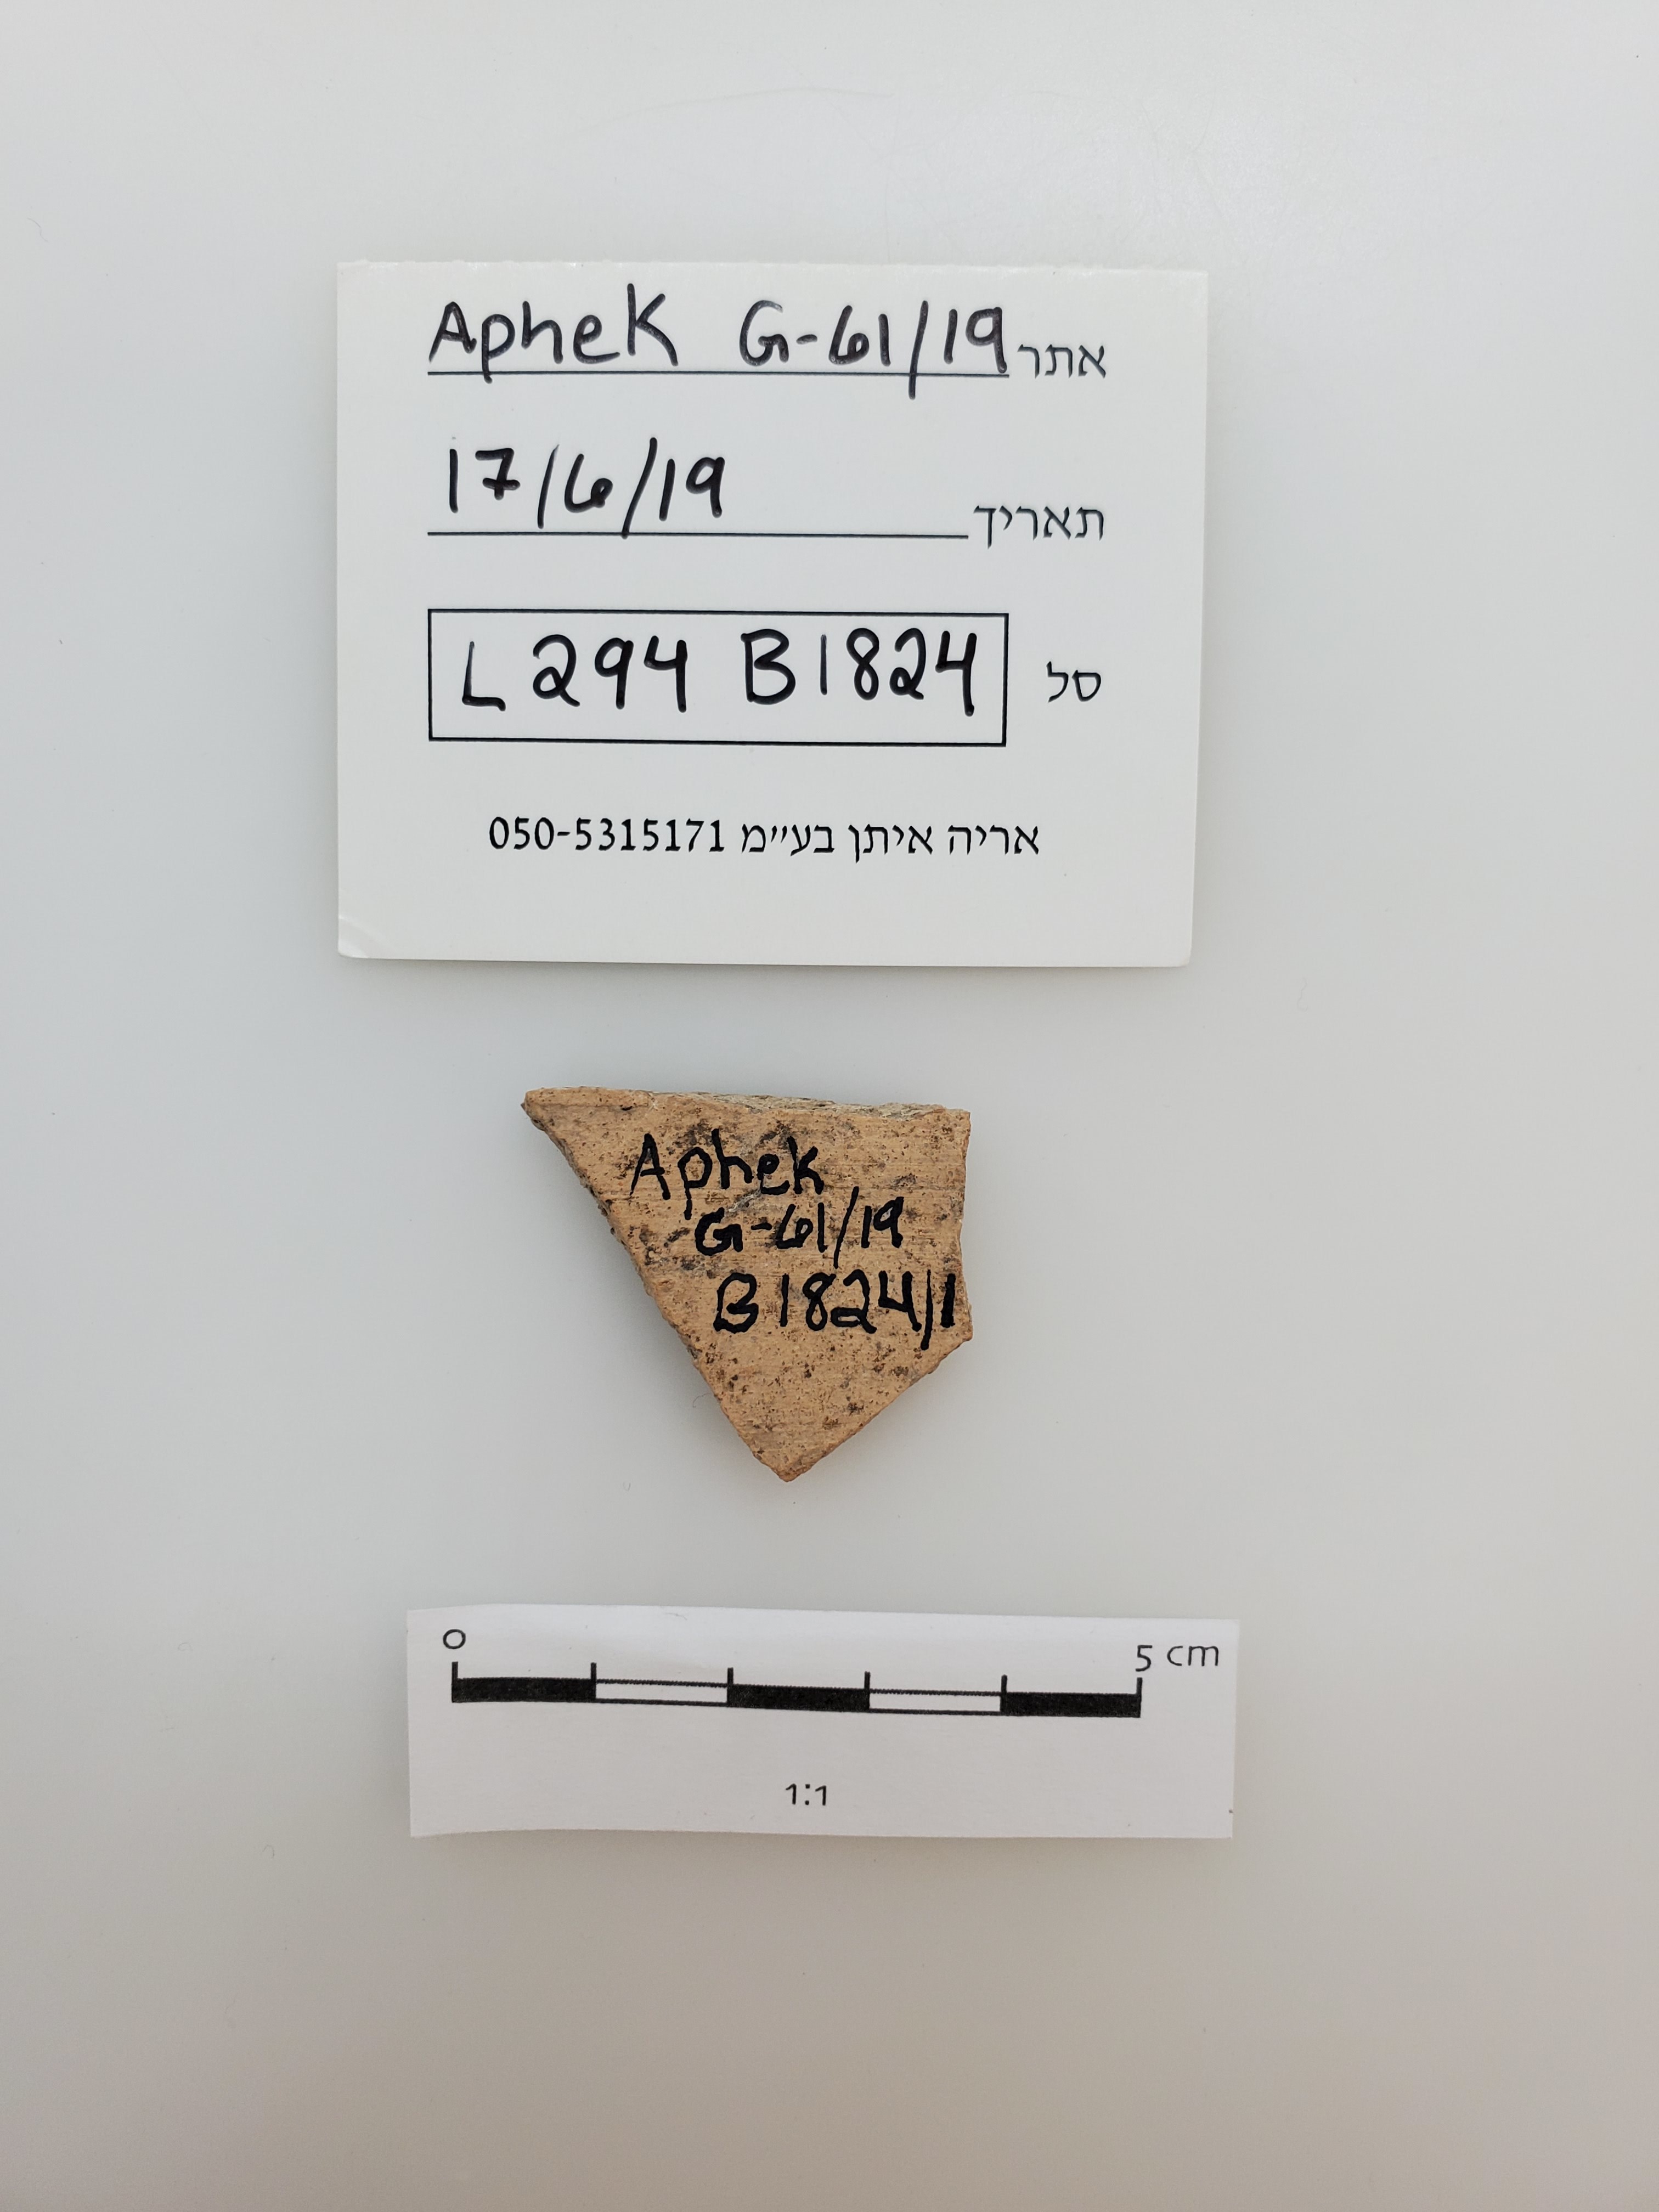 אתר Aphek G-61/19
תאריך 17/6/19
סל L294 B1824
אריה איתן בע״מ 050-5315171
Aphek
G-61/19
B1824/1
0 5 cm
1:1